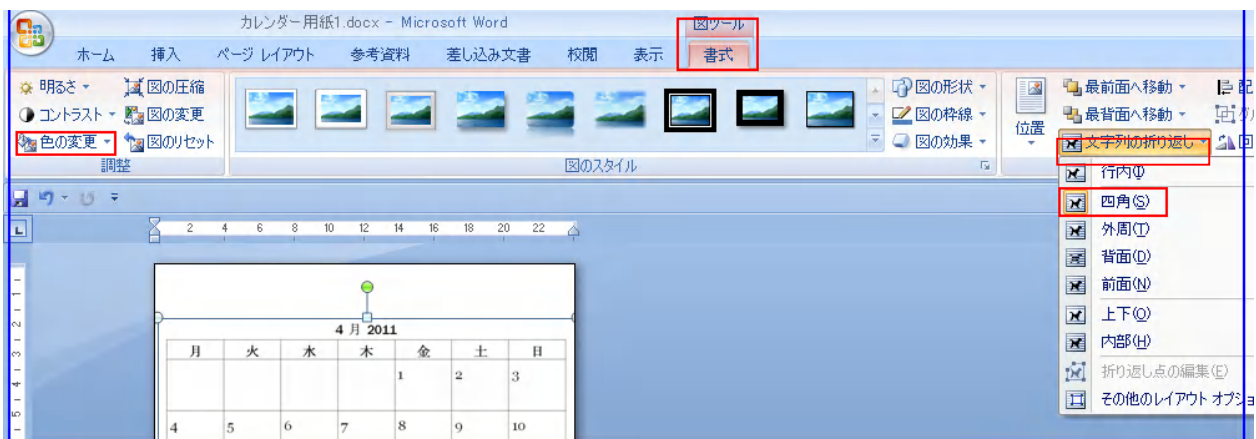 カレンダー用紙1.docx - Microsoft Word
図ツール
ホーム 挿入 ページ レイアウト 参考資料 差し込み文書 校閲 表示 書式
明るさ 図の圧縮
コントラスト 図の変更
色の変更 図のリセット
調整
図のスタイル
図の形状
図の枠線
図の効果
位置
最前面へ移動
最背面へ移動
文字列の折り返し
配
回
行内(I)
四角(S)
外周(T)
背面(D)
前面(N)
上下(O)
内部(H)
折り返し点の編集(E)
その他のレイアウト オプショ
L
2 4 6 8 10 12 14 16 18 20 22
1
2
3
4
5
4 月 2011
月 火 水 木 金 土 日
1 2 3
4 5 6 7 8 9 10